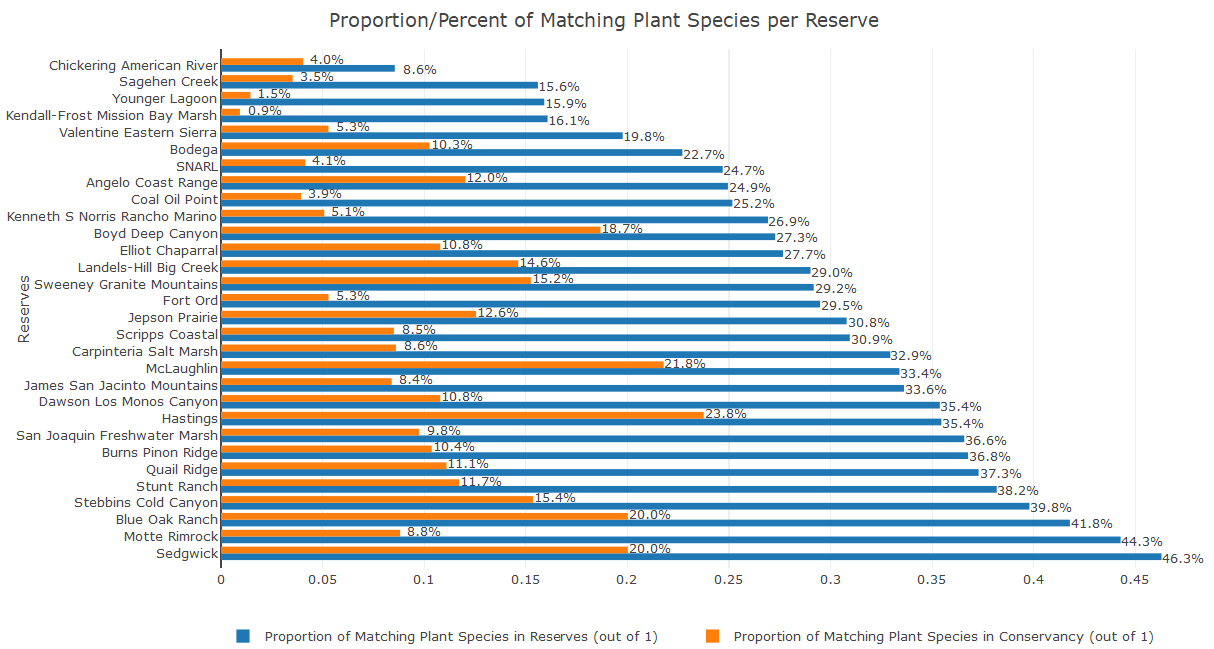 Proportion/Percent of Matching Plant Species per Reserve
Reserves
Chickering American River 4.0% 8.6%
Sagehen Creek 3.5% 15.6%
Younger Lagoon 1.5% 15.9%
Kendall-Frost Mission Bay Marsh 0.9% 16.1%
Valentine Eastern Sierra 5.3% 19.8%
Bodega 10.3% 22.7%
SNARL 4.1% 24.7%
Angelo Coast Range 12.0% 24.9%
Coal Oil Point 3.9% 25.2%
Kenneth S Norris Rancho Marino 5.1% 26.9%
Boyd Deep Canyon 18.7% 27.3%
Elliot Chaparral 10.8% 27.7%
Landels-Hill Big Creek 14.6% 29.0%
Sweeney Granite Mountains 15.2% 29.2%
Fort Ord 5.3% 29.5%
Jepson Prairie 12.6% 30.8%
Scripps Coastal 8.5% 30.9%
Carpinteria Salt Marsh 8.6% 32.9%
McLaughlin 21.8% 33.4%
James San Jacinto Mountains 8.4% 33.6%
Dawson Los Monos Canyon 10.8% 35.4%
Hastings 23.8% 35.4%
San Joaquin Freshwater Marsh 9.8% 36.6%
Burns Pinon Ridge 10.4% 36.8%
Quail Ridge 11.1% 37.3%
Stunt Ranch 11.7% 38.2%
Stebbins Cold Canyon 15.4% 39.8%
Blue Oak Ranch 20.0% 41.8%
Motte Rimrock 8.8% 44.3%
Sedgwick 20.0% 46.3%
0 0.05 0.1 0.15 0.2 0.25 0.3 0.35 0.4 0.45
Proportion of Matching Plant Species in Reserves (out of 1) Proportion of Matching Plant Species in Conservancy (out of 1)